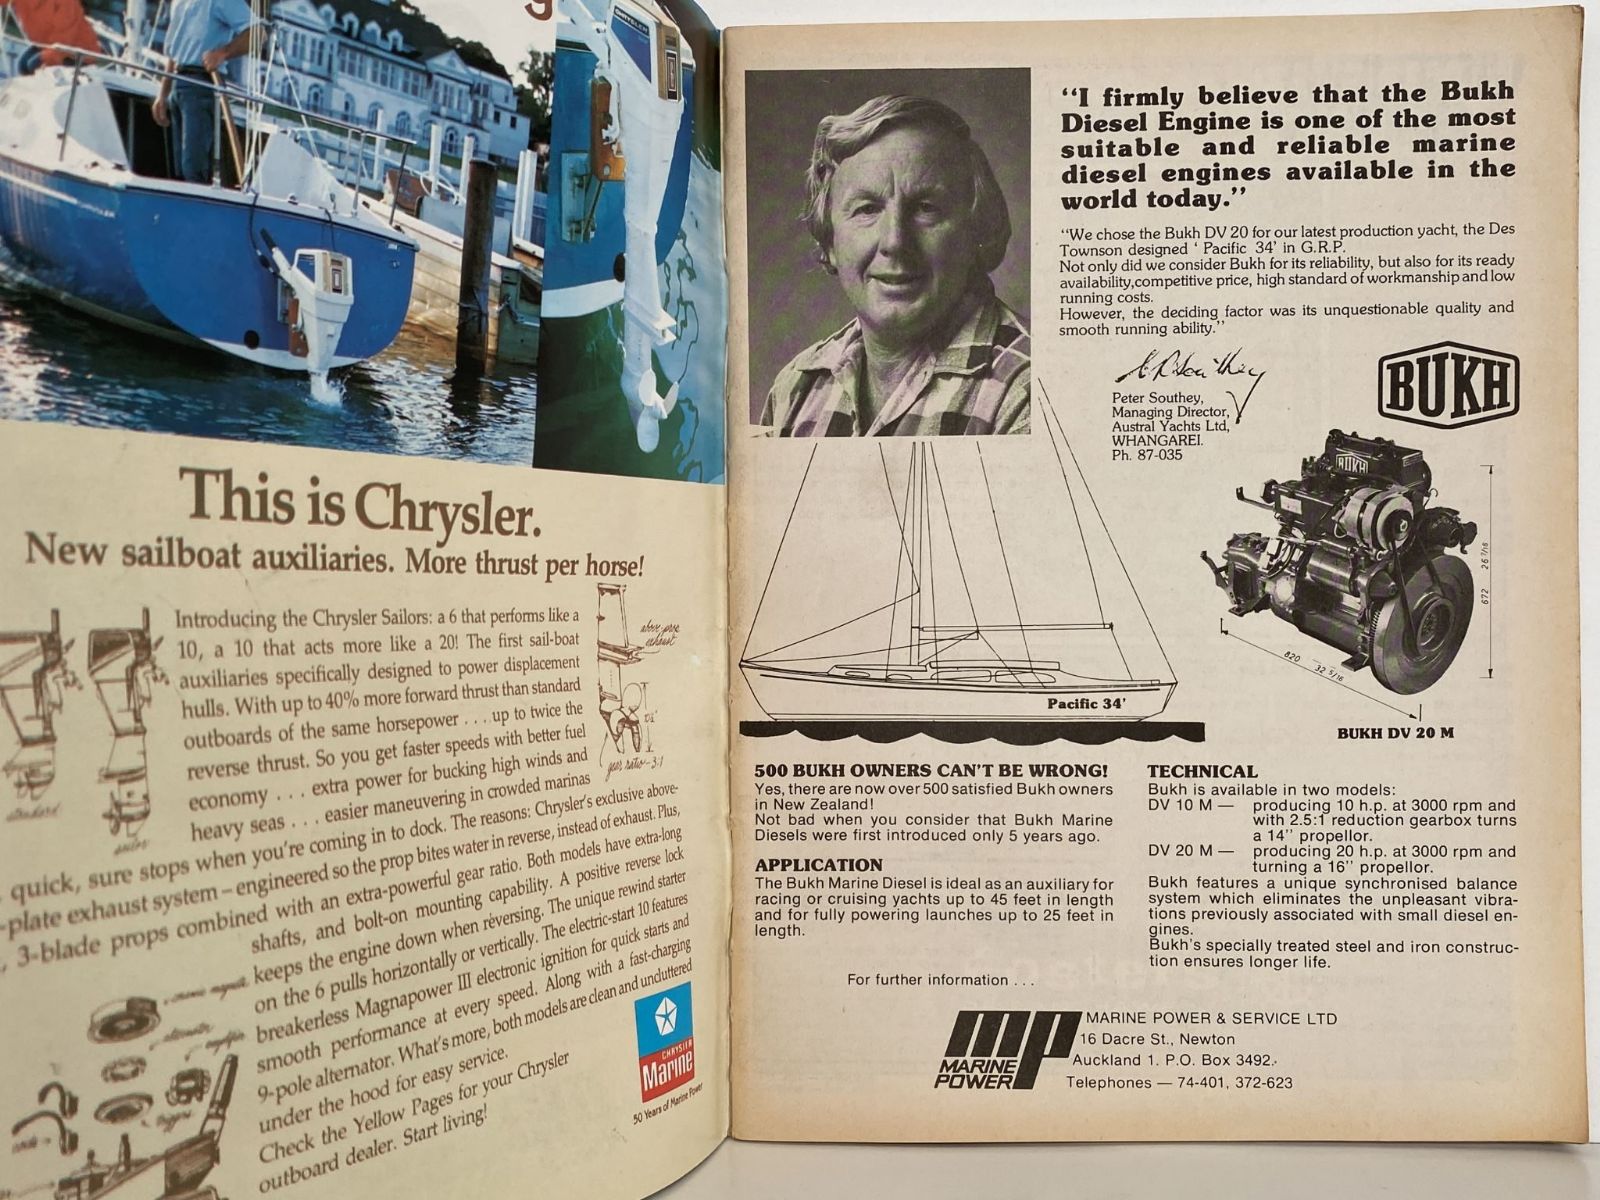 This is Chrysler.
New sailboat auxiliaries. More thrust per horse!
Introducing the Chrysler Sailors: a 6 that performs like a
10, a 10 that acts more like a 20! The first sail-boat
auxiliaries specifically designed to power displacement
hulls. With up to 40% more forward thrust than standard
outboards of the same horsepower . . . up to twice the
reverse thrust. So you get faster speeds with better fuel
economy . . . extra power for bucking high winds and
heavy seas . . . easier maneuvering in crowded marinas
quick, sure stops when you're coming in to dock. The reasons: Chrysler's exclusive above-
-plate exhaust system – engineered so the prop bites water in reverse, instead of exhaust. Plus,
, 3-blade props combined with an extra-powerful gear ratio. Both models have extra-long
shafts, and bolt-on mounting capability. A positive reverse lock
keeps the engine down when reversing. The unique rewind starter
on the 6 pulls horizontally or vertically. The electric-start 10 features
breakerless Magnapower III electronic ignition for quick starts and
smooth performance at every speed. Along with a fast-charging
9-pole alternator. What's more, both models are clean and uncluttered
under the hood for easy service.
Check the Yellow Pages for your Chrysler
outboard dealer. Start living!
exhaust
gear ratio – 3:1
standard
sailor
CHRYSLER
Marine
50 Years of Marine Power
"I firmly believe that the Bukh
Diesel Engine is one of the most
suitable and reliable marine
diesel engines available in the
world today."
"We chose the Bukh DV 20 for our latest production yacht, the Des
Townson designed ' Pacific 34' in G.R.P.
Not only did we consider Bukh for its reliability, but also for its ready
availability,competitive price, high standard of workmanship and low
running costs.
However, the deciding factor was its unquestionable quality and
smooth running ability."
Peter Southey,
Managing Director,
Austral Yachts Ltd,
WHANGAREI.
Ph. 87-035
BUKH
BUKH
672 26 7/16
820 32 5/16
BUKH DV 20 M
Pacific 34'
500 BUKH OWNERS CAN'T BE WRONG!
Yes, there are now over 500 satisfied Bukh owners
in New Zealand!
Not bad when you consider that Bukh Marine
Diesels were first introduced only 5 years ago.
APPLICATION
The Bukh Marine Diesel is ideal as an auxiliary for
racing or cruising yachts up to 45 feet in length
and for fully powering launches up to 25 feet in
length.
TECHNICAL
Bukh is available in two models:
DV 10 M — producing 10 h.p. at 3000 rpm and
with 2.5:1 reduction gearbox turns
a 14" propellor.
DV 20 M — producing 20 h.p. at 3000 rpm and
turning a 16" propellor.
Bukh features a unique synchronised balance
system which eliminates the unpleasant vibra-
tions previously associated with small diesel en-
gines.
Bukh's specially treated steel and iron construc-
tion ensures longer life.
For further information . . .
mp
MARINE
POWER
MARINE POWER & SERVICE LTD
16 Dacre St., Newton
Auckland 1. P.O. Box 3492.
Telephones — 74-401, 372-623